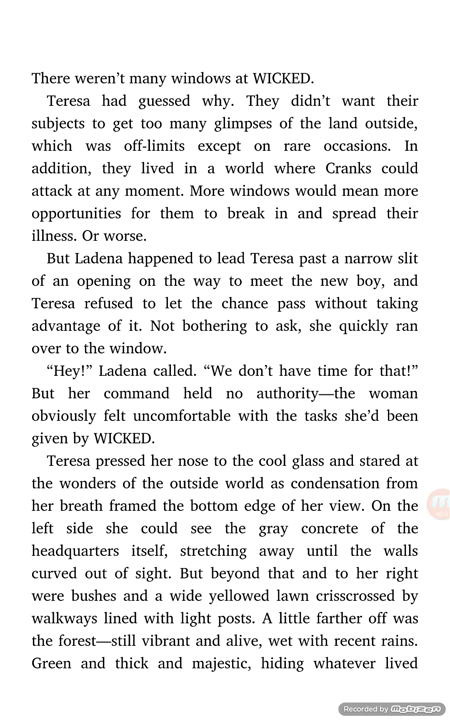 There weren’t many windows at WICKED.
Teresa had guessed why. They didn’t want their
subjects to get too many glimpses of the land outside,
which was off-limits except on rare occasions. In
addition, they lived in a world where Cranks could
attack at any moment. More windows would mean more
opportunities for them to break in and spread their
illness. Or worse.
But Ladena happened to lead Teresa past a narrow slit
of an opening on the way to meet the new boy, and
Teresa refused to let the chance pass without taking
advantage of it. Not bothering to ask, she quickly ran
over to the window.
“Hey!” Ladena called. “We don’t have time for that!”
But her command held no authority—the woman
obviously felt uncomfortable with the tasks she’d been
given by WICKED.
Teresa pressed her nose to the cool glass and stared at
the wonders of the outside world as condensation from
her breath framed the bottom edge of her view. On the
left side she could see the gray concrete of the
headquarters itself, stretching away until the walls
curved out of sight. But beyond that and to her right
were bushes and a wide yellowed lawn crisscrossed by
walkways lined with light posts. A little farther off was
the forest—still vibrant and alive, wet with recent rains.
Green and thick and majestic, hiding whatever lived
Recorded by Mobizen